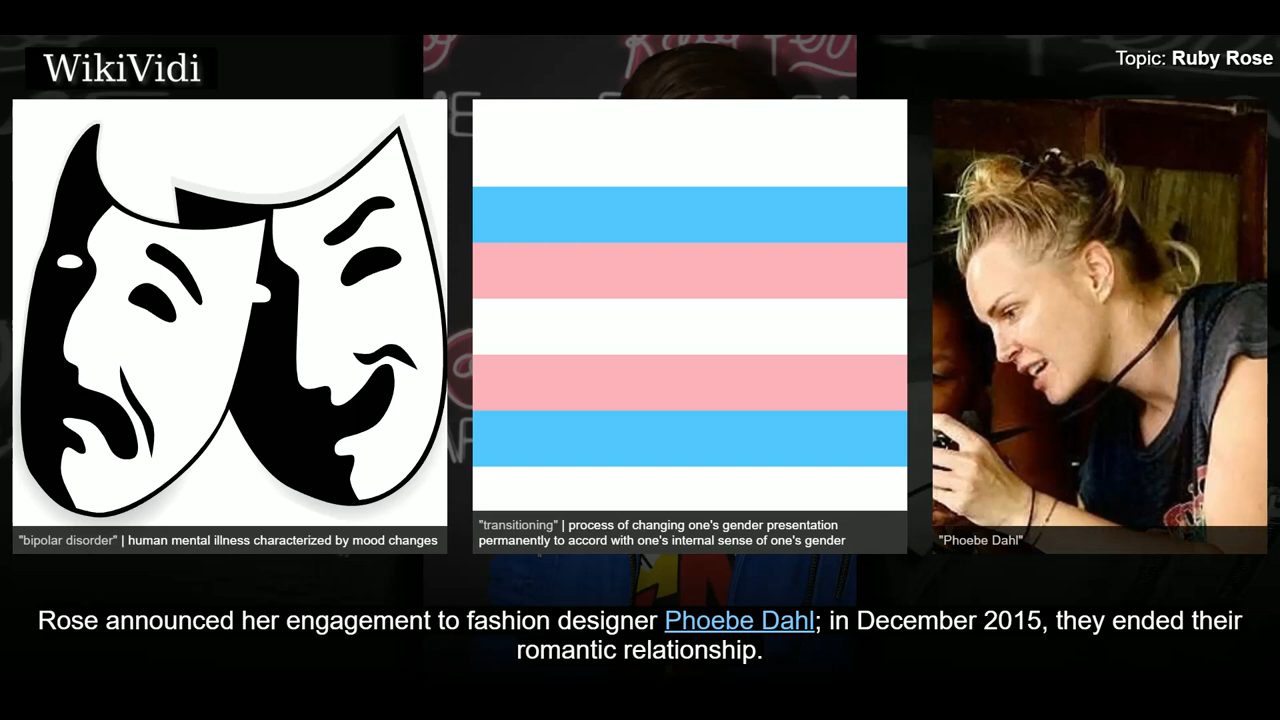 WikiVidi
Topic: Ruby Rose
"bipolar disorder" | human mental illness characterized by mood changes
"transitioning" | process of changing one's gender presentation
permanently to accord with one's internal sense of one's gender
"Phoebe Dahl"
Rose announced her engagement to fashion designer Phoebe Dahl; in December 2015, they ended their
romantic relationship.